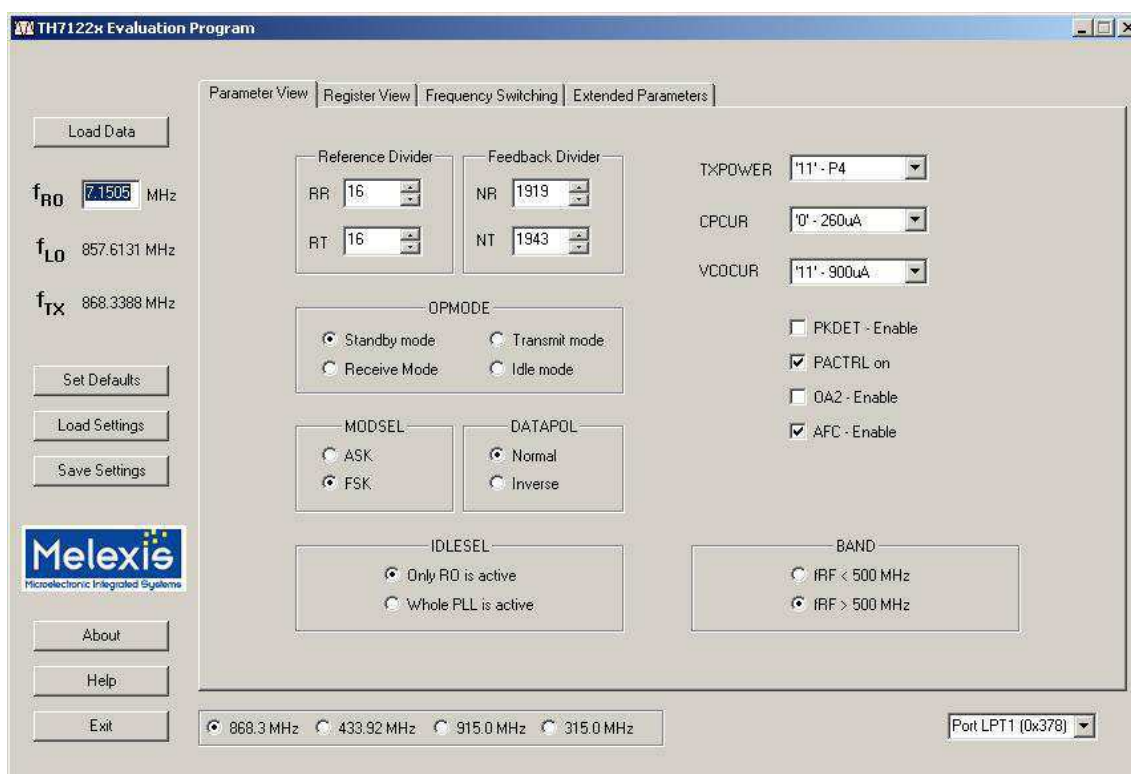 TH7122x Evaluation Program
Parameter View Register View Frequency Switching Extended Parameters
Load Data
fRO 7.1505 MHz
fLO 857.6131 MHz
fTX 868.3388 MHz
Set Defaults
Load Settings
Save Settings
Melexis
Microelectronic Integrated Systems
About
Help
Exit
Reference Divider
RR 16
RT 16
Feedback Divider
NR 1919
NT 1943
TXPOWER '11' - P4
CPCUR '0' - 260uA
VCOCUR '11' - 900uA
OPMODE
Standby mode Transmit mode
Receive Mode Idle mode
PKDET - Enable
PACTRL on
OA2 - Enable
AFC - Enable
MODSEL
ASK
FSK
DATAPOL
Normal
Inverse
IDLESEL
Only RO is active
Whole PLL is active
BAND
fRF < 500 MHz
fRF > 500 MHz
868.3 MHz 433.92 MHz 915.0 MHz 315.0 MHz
Port LPT1 (0x378)